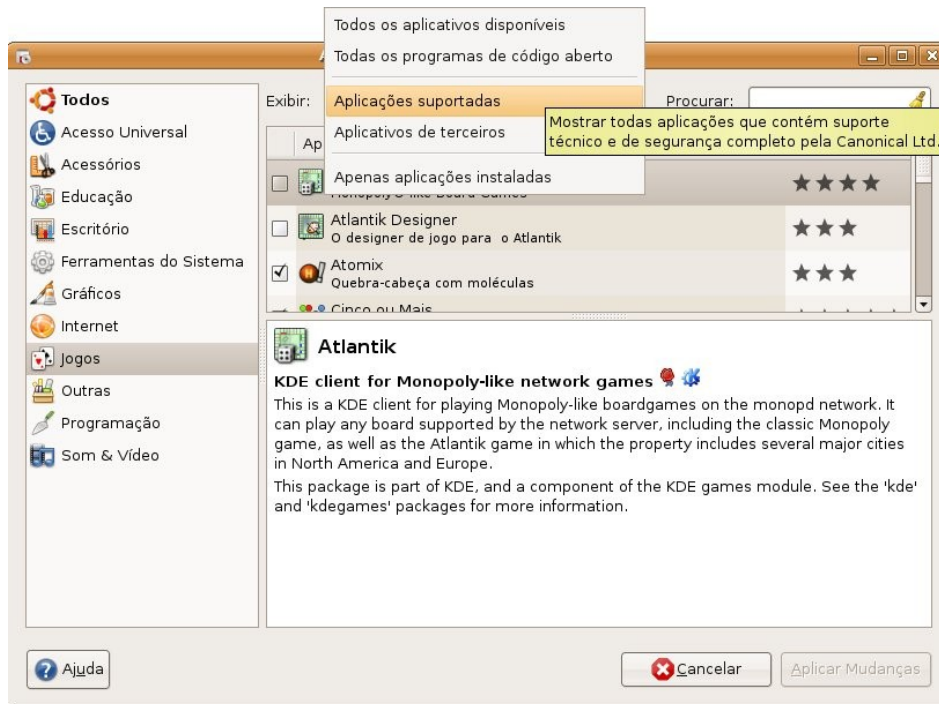 Todos os aplicativos disponíveis
Todas os programas de código aberto
Aplicações suportadas
Aplicativos de terceiros
Apenas aplicações instaladas
Mostrar todas aplicações que contém suporte
técnico e de segurança completo pela Canonical Ltd.
Todos
Acesso Universal
Acessórios
Educação
Escritório
Ferramentas do Sistema
Gráficos
Internet
Jogos
Outras
Programação
Som & Vídeo
Exibir:
Procurar:
Ap
Atlantik Designer
O designer de jogo para o Atlantik
Atomix
Quebra-cabeça com moléculas
Cinco ou Mais
Atlantik
KDE client for Monopoly-like network games
This is a KDE client for playing Monopoly-like boardgames on the monopd network. It
can play any board supported by the network server, including the classic Monopoly
game, as well as the Atlantik game in which the property includes several major cities
in North America and Europe.
This package is part of KDE, and a component of the KDE games module. See the 'kde'
and 'kdegames' packages for more information.
Ajuda
Cancelar
Aplicar Mudanças